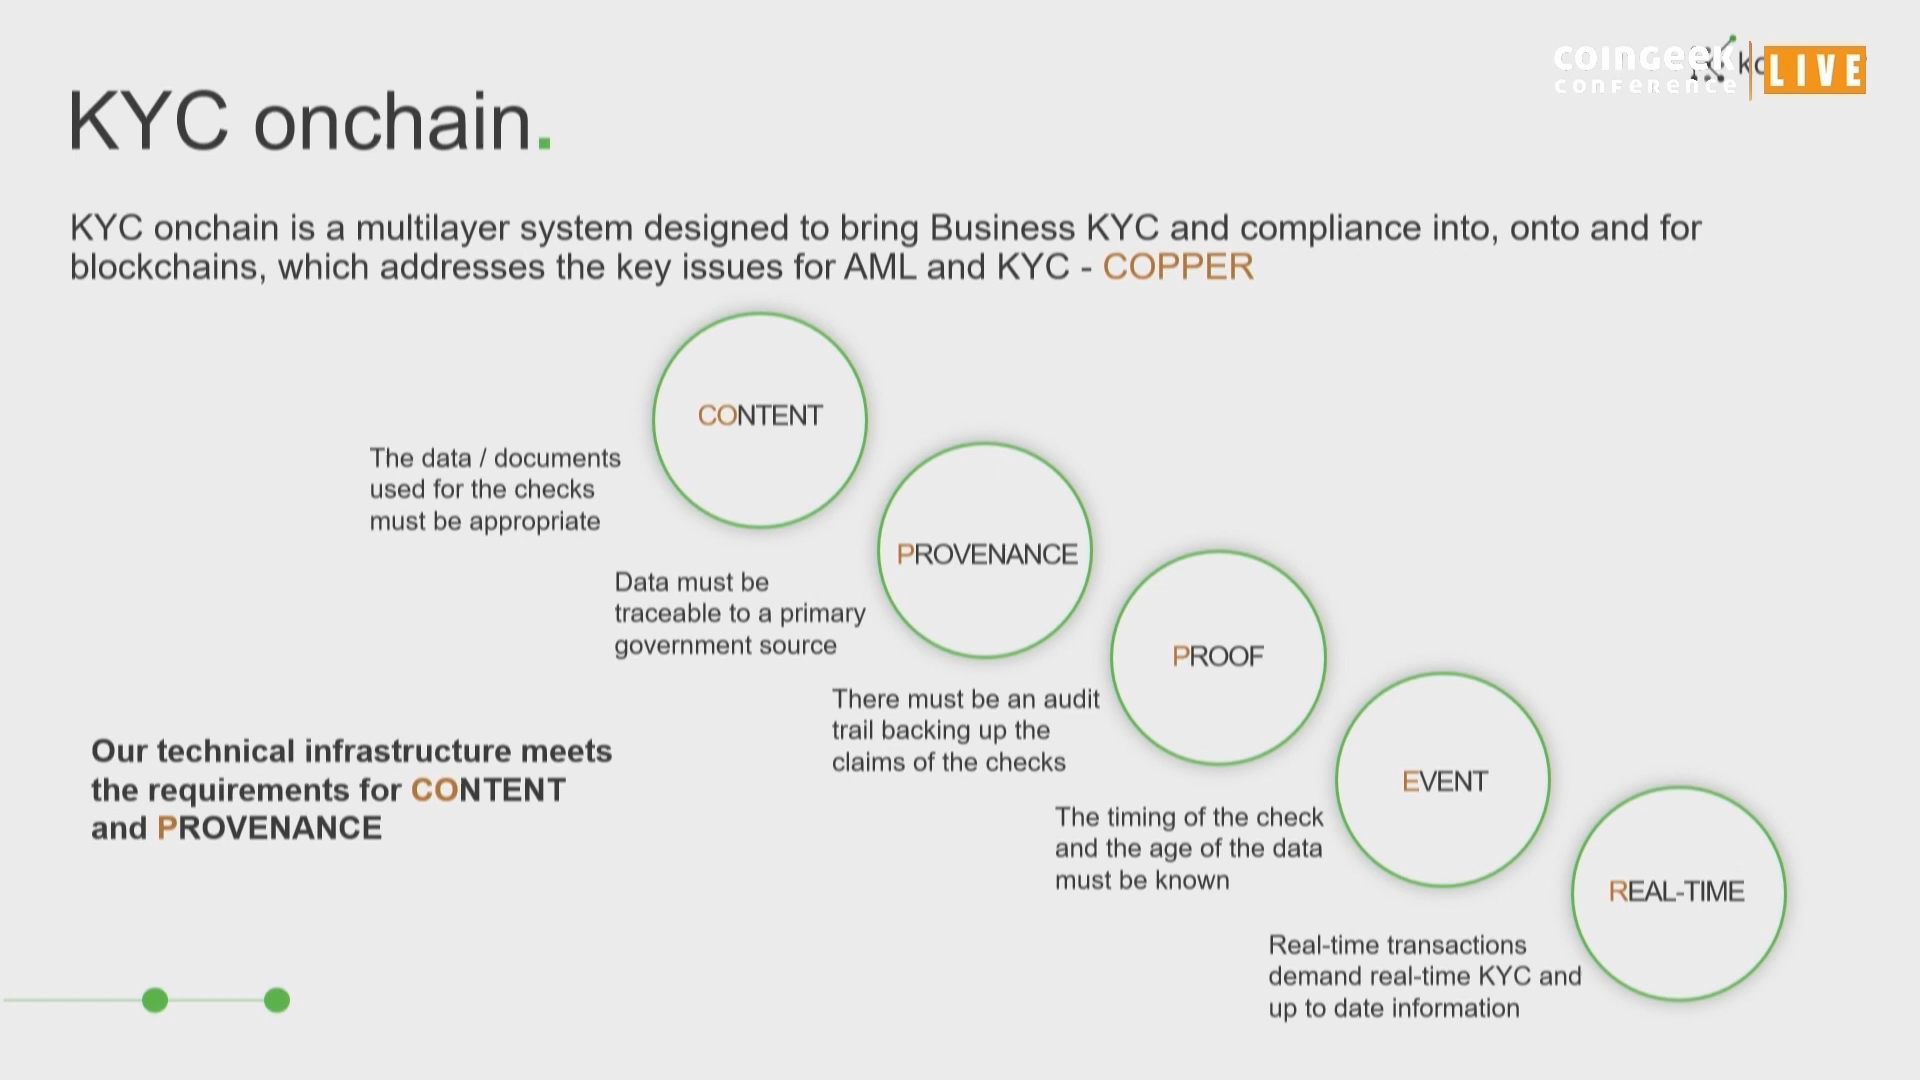 COINGEEK
CONFERENCE
LIVE
KYC onchain.
KYC onchain is a multilayer system designed to bring Business KYC and compliance into, onto and for
blockchains, which addresses the key issues for AML and KYC - COPPER
CONTENT
The data / documents
used for the checks
must be appropriate
PROVENANCE
Data must be
traceable to a primary
government source
PROOF
There must be an audit
trail backing up the
claims of the checks
Our technical infrastructure meets
the requirements for CONTENT
and PROVENANCE
EVENT
The timing of the check
and the age of the data
must be known
REAL-TIME
Real-time transactions
demand real-time KYC and
up to date information